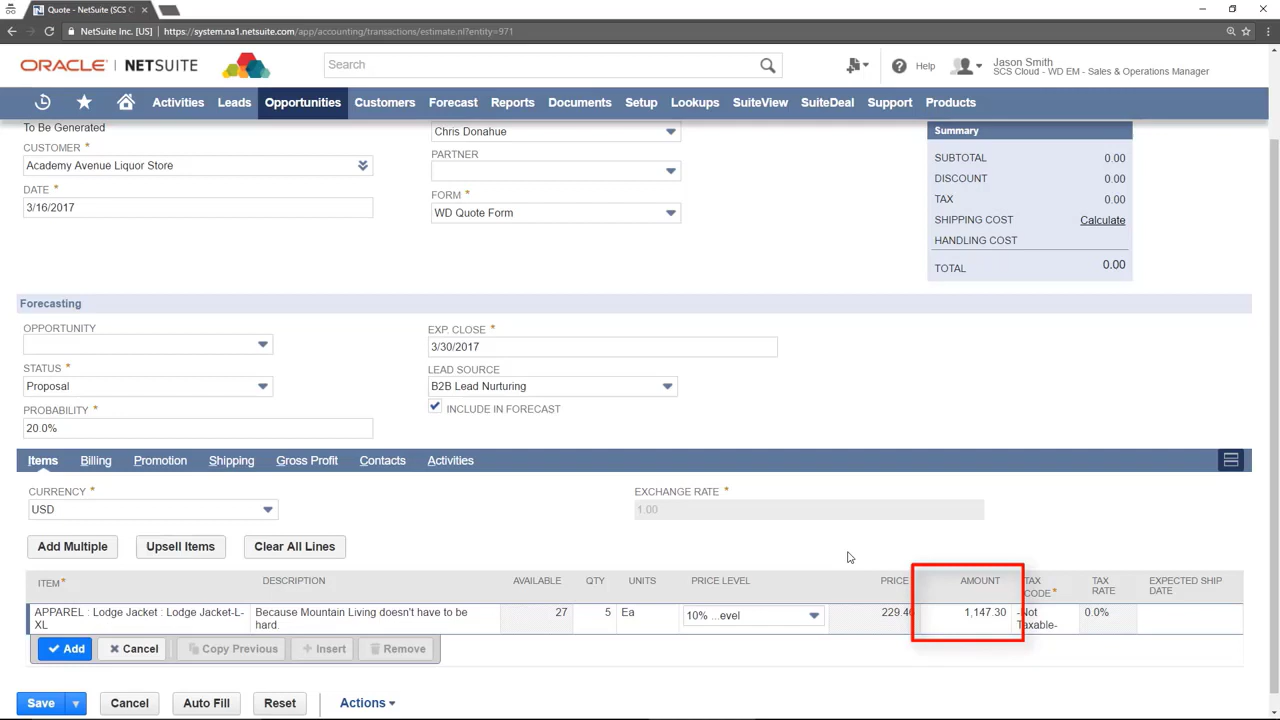 Quote - NetSuite (SCS C
NetSuite Inc. [US] https://system.na1.netsuite.com/app/accounting/transactions/estimate.nl?entity=971
ORACLE NETSUITE
Search
Help
Jason Smith
SCS Cloud - WD EM - Sales & Operations Manager
Activities Leads Opportunities Customers Forecast Reports Documents Setup Lookups SuiteView SuiteDeal Support Products
To Be Generated
CUSTOMER *
Academy Avenue Liquor Store
DATE *
3/16/2017
Chris Donahue
PARTNER
FORM *
WD Quote Form
Summary
SUBTOTAL 0.00
DISCOUNT 0.00
TAX 0.00
SHIPPING COST Calculate
HANDLING COST
TOTAL 0.00
Forecasting
OPPORTUNITY
STATUS *
Proposal
PROBABILITY *
20.0%
EXP. CLOSE *
3/30/2017
LEAD SOURCE
B2B Lead Nurturing
INCLUDE IN FORECAST
Items Billing Promotion Shipping Gross Profit Contacts Activities
CURRENCY *
USD
EXCHANGE RATE *
1.00
Add Multiple Upsell Items Clear All Lines
ITEM* DESCRIPTION AVAILABLE QTY UNITS PRICE LEVEL PRICE AMOUNT TAX CODE* TAX RATE EXPECTED SHIP DATE
APPAREL : Lodge Jacket : Lodge Jacket-L- Because Mountain Living doesn't have to be 27 5 Ea 10% ...evel 229.46 1,147.30 -Not 0.0%
XL hard. Taxable-
Add Cancel Copy Previous Insert Remove
Save Cancel Auto Fill Reset Actions